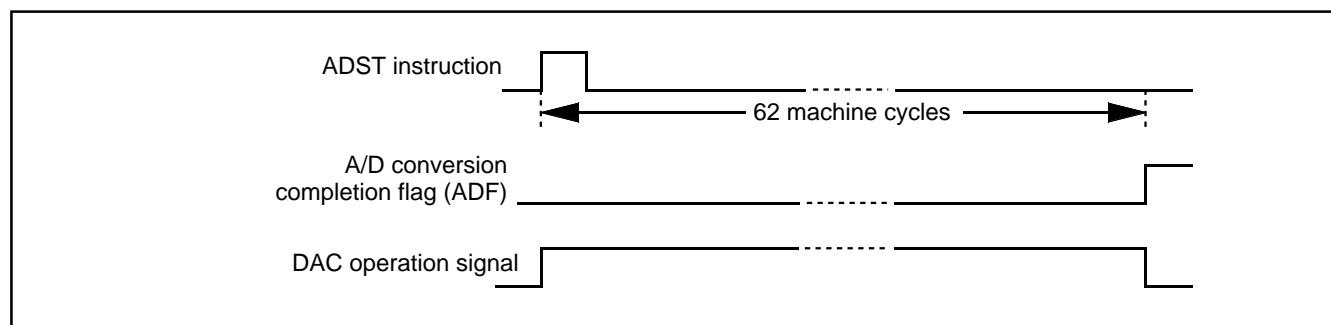 ADST instruction
62 machine cycles
A/D conversion
completion flag (ADF)
DAC operation signal